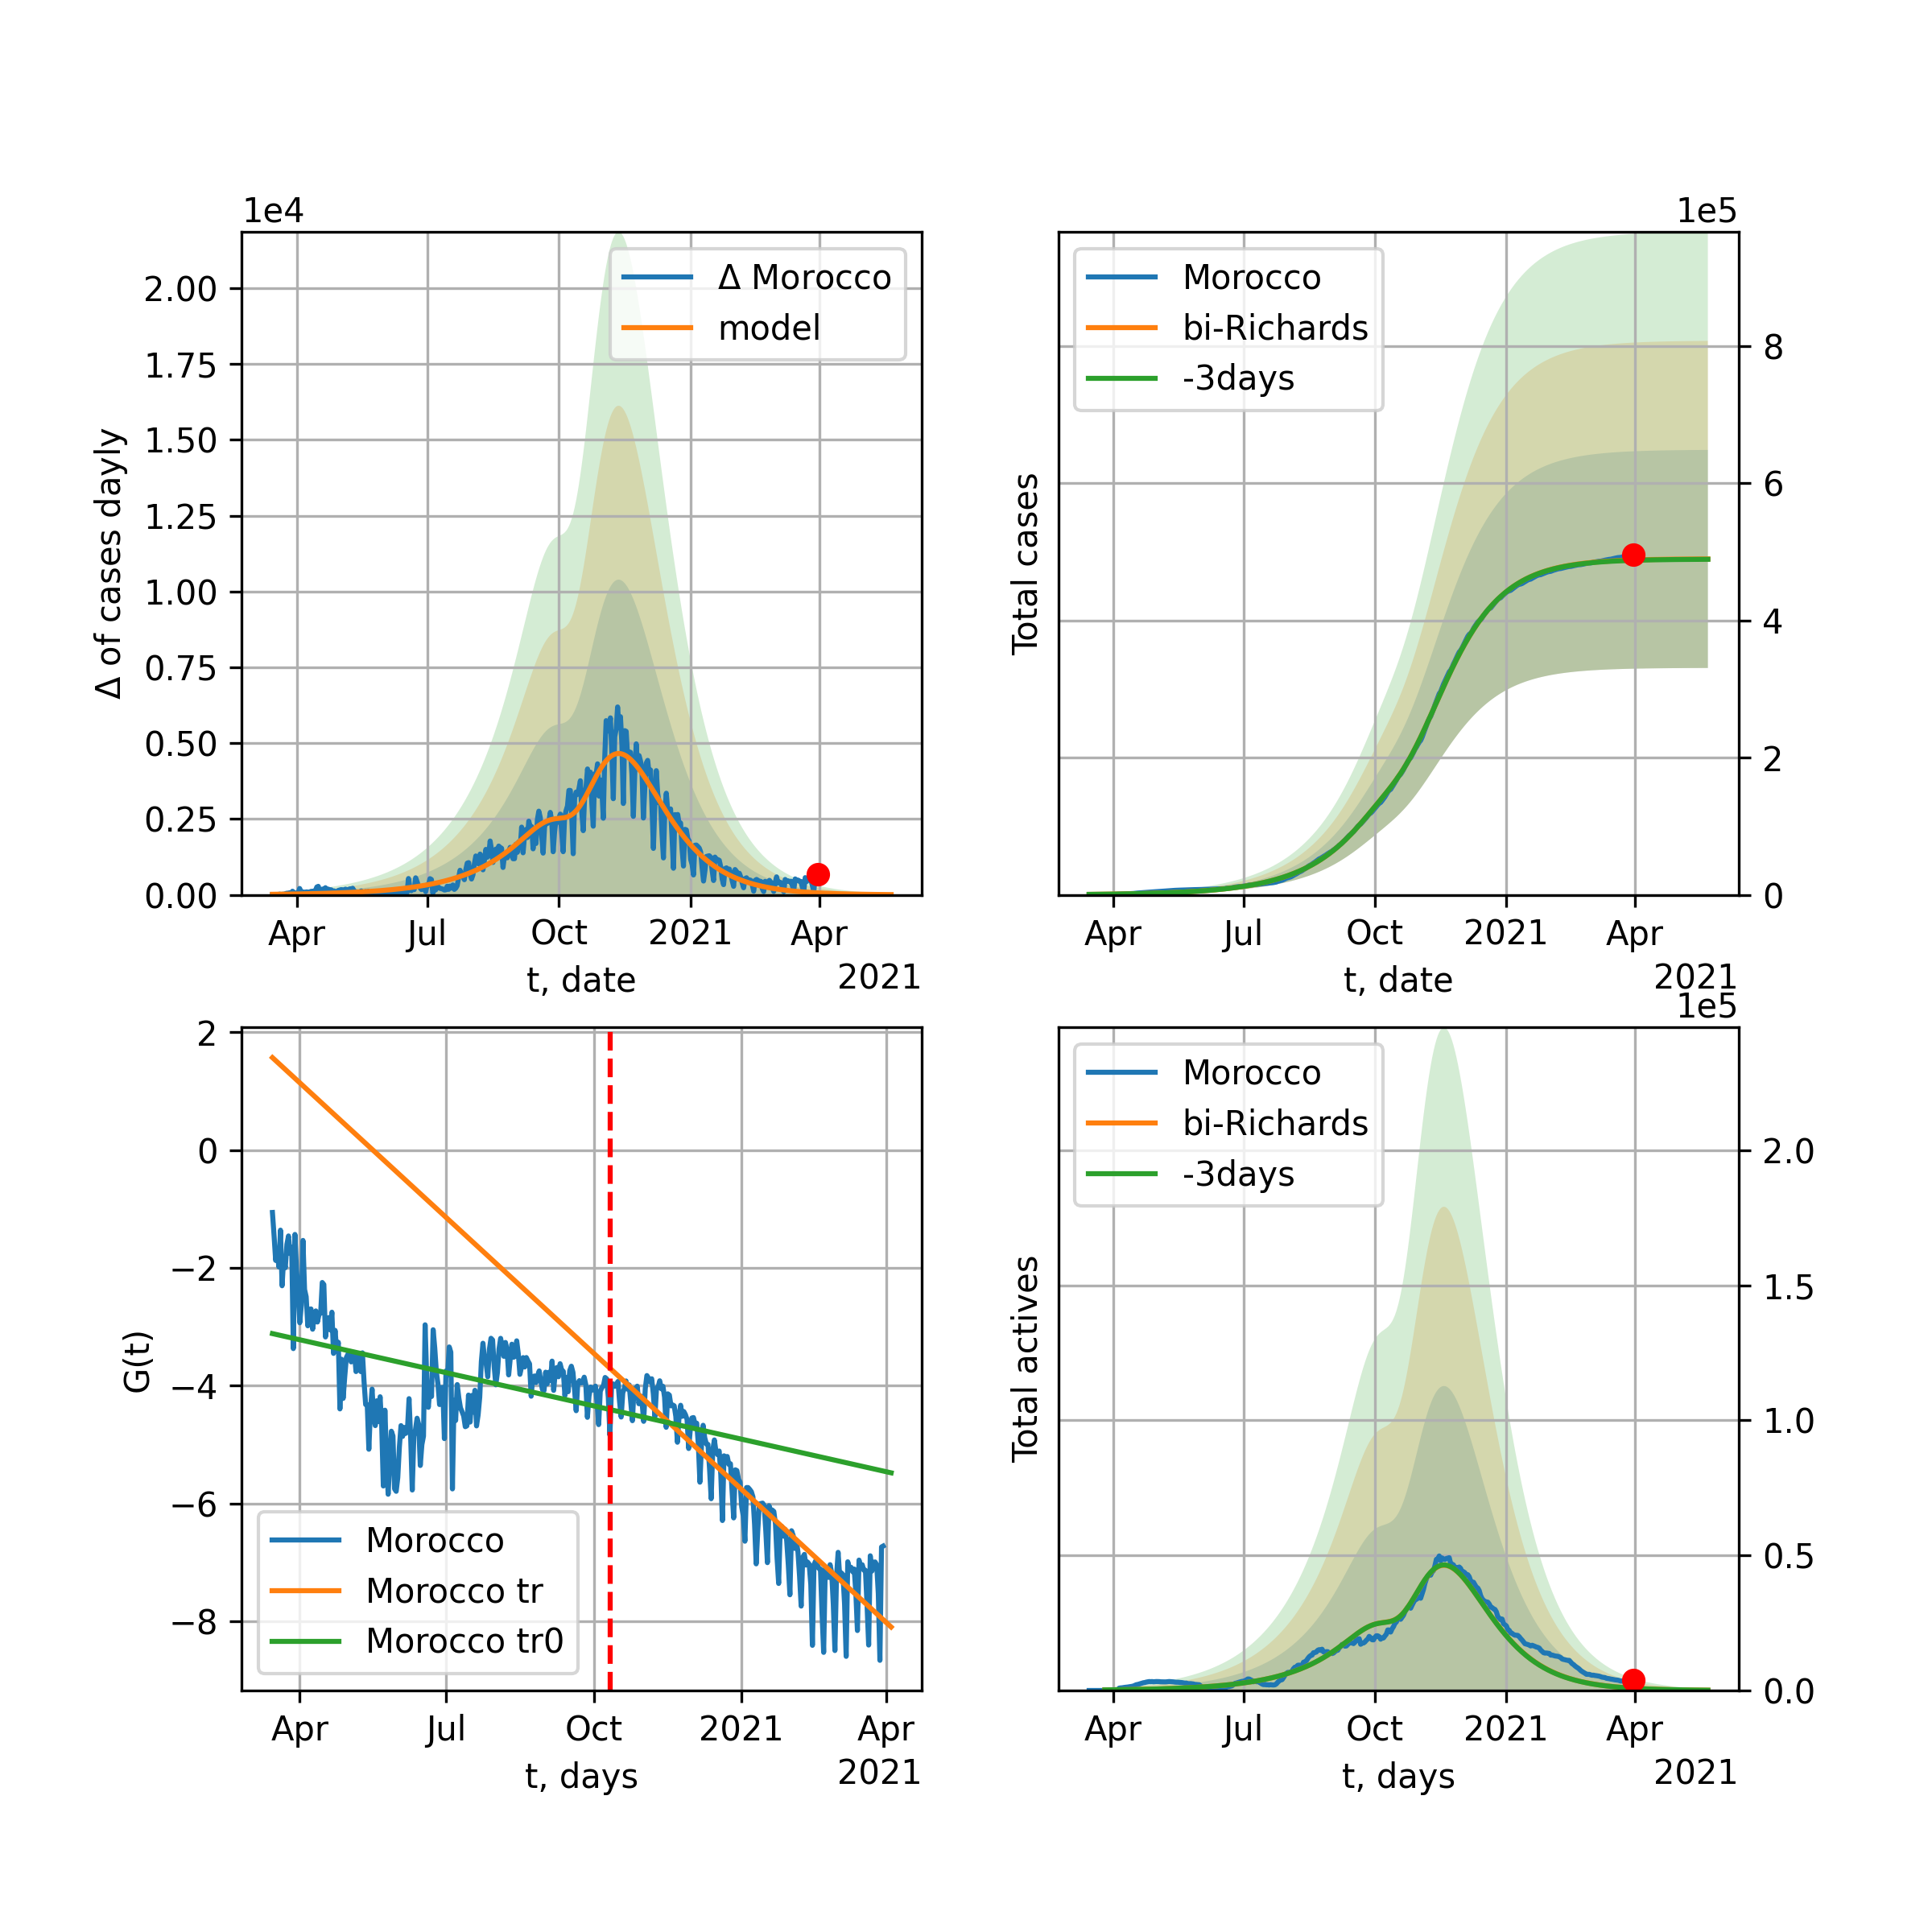 1e4
Δ of cases dayly
2.00
1.75
1.50
1.25
1.00
0.75
0.50
0.25
0.00
Δ Morocco
model
Apr Jul Oct 2021 Apr
t, date
2021
1e5
Total cases
Morocco
bi-Richards
-3days
8
6
4
2
0
Apr Jul Oct 2021 Apr
t, date
2021
G(t)
2
0
−2
−4
−6
−8
Morocco
Morocco tr
Morocco tr0
Apr Jul Oct 2021 Apr
t, days
2021
1e5
Total actives
Morocco
bi-Richards
-3days
2.0
1.5
1.0
0.5
0.0
Apr Jul Oct 2021 Apr
t, days
2021